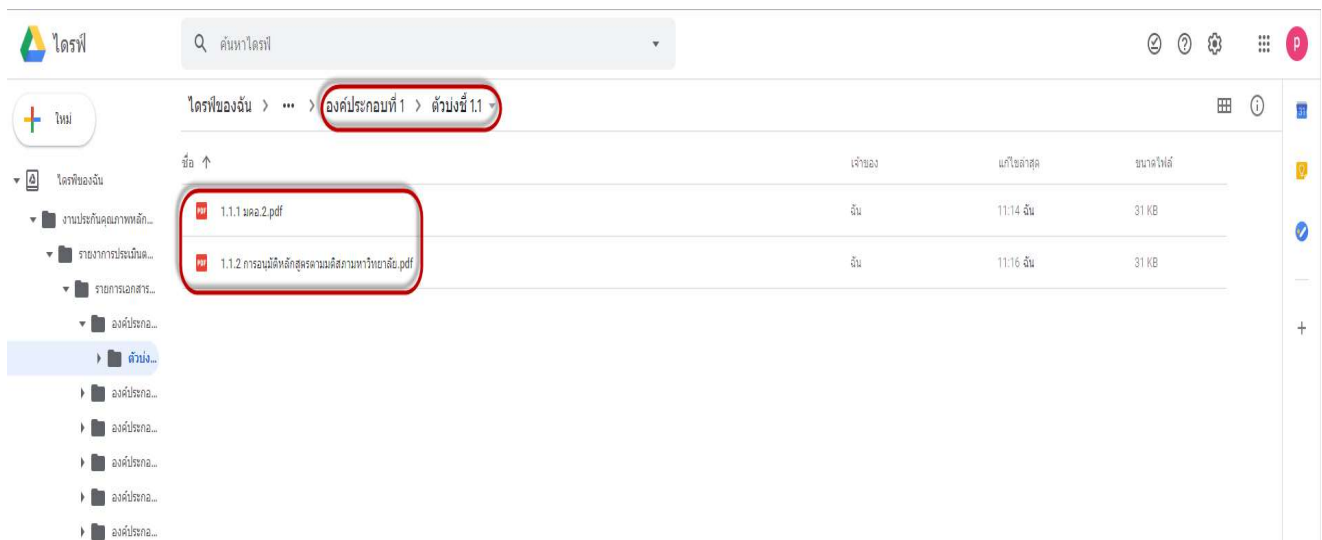 ไดรฟ์
ค้นหาไดรฟ์
P
ใหม่
ไดรฟ์ของฉัน > ••• > องค์ประกอบที่ 1 > ตัวบ่งชี้ 1.1
31
ชื่อ ↑ เจ้าของ แก้ไขล่าสุด ขนาดไฟล์
ไดรฟ์ของฉัน
PDF 1.1.1 มคอ.2.pdf ฉัน 11:14 ฉัน 31 KB
งานประกันคุณภาพหลัก...
รายงาการประเมินต...
PDF 1.1.2 การอนุมัติหลักสูตรตามมติสภามหาวิทยาลัย.pdf ฉัน 11:16 ฉัน 31 KB
รายการเอกสาร...
องค์ประกอ...
ตัวบ่ง...
องค์ประกอ...
องค์ประกอ...
องค์ประกอ...
องค์ประกอ...
องค์ประกอ...